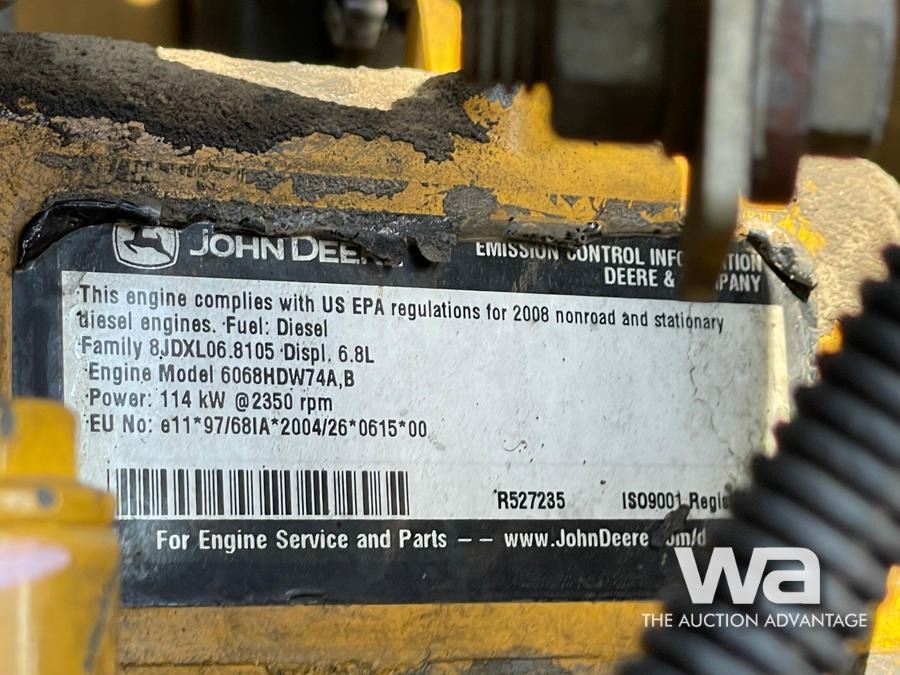 JOHN DEERE
EMISSION CONTROL
DEERE &
This engine complies with US EPA regulations for 2008 nonroad and stationary
diesel engines. Fuel: Diesel
Family 8JDXL06.8105 Displ. 6.8L
Engine Model 6068HDW74A,B
Power: 114 kW @2350 rpm
EU No: e11*97/68IA*2004/26*0615*00
*R527235 ISO9001
For Engine Service and Parts -- www.JohnDeere
wa
THE AUCTION ADVANTAGE